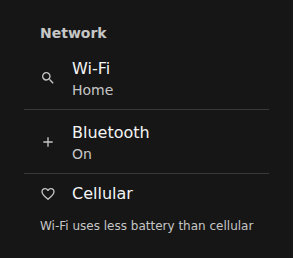 Network
Wi-Fi
Home
Bluetooth
On
Cellular
Wi-Fi uses less battery than cellular